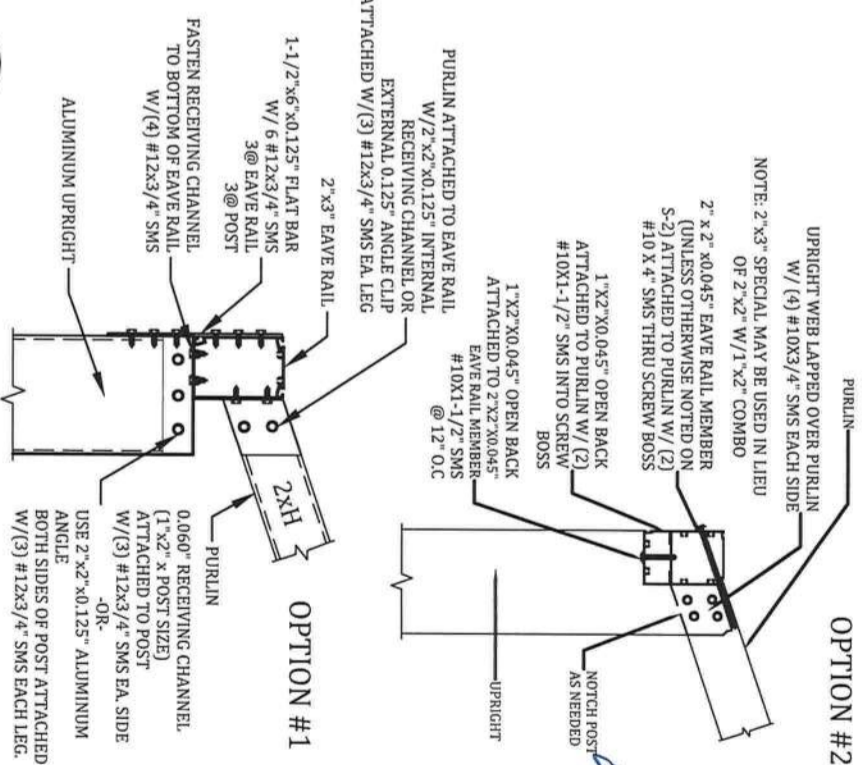 OPTION #2
PURLIN
UPRIGHT WEB LAPPED OVER PURLIN
W/ (4) #10X3/4" SMS EACH SIDE
NOTE: 2"x3" SPECIAL MAY BE USED IN LIEU
OF 2"x2" W/1"x2" COMBO
2" x 2" x0.045" EAVE RAIL MEMBER
(UNLESS OTHERWISE NOTED ON
S-2) ATTACHED TO PURLIN W/ (2)
#10 X 4" SMS THRU SCREW BOSS
1"X2"X0.045" OPEN BACK
ATTACHED TO PURLIN W/ (2)
#10X1-1/2" SMS INTO SCREW
BOSS
1"X2"X0.045" OPEN BACK
ATTACHED TO 2"X2"X0.045"
EAVE RAIL MEMBER
#10X1-1/2" SMS
@ 12" O.C
NOTCH POST
AS NEEDED
UPRIGHT
OPTION #1
PURLIN ATTACHED TO EAVE RAIL
W/2"x2"x0.125" INTERNAL
RECEIVING CHANNEL OR
EXTERNAL 0.125" ANGLE CLIP
ATTACHED W/(3) #12x3/4" SMS EA. LEG
2"x3" EAVE RAIL
1-1/2"x6"x0.125" FLAT BAR
W/ 6 #12x3/4" SMS
3@ EAVE RAIL
3@ POST
FASTEN RECEIVING CHANNEL
TO BOTTOM OF EAVE RAIL
W/(4) #12x3/4" SMS
ALUMINUM UPRIGHT
2xH
PURLIN
0.060" RECEIVING CHANNEL
(1"x2" x POST SIZE)
ATTACHED TO POST
W/(3) #12x3/4" SMS EA. SIDE
-OR-
USE 2"x2"x0.125" ALUMINUM
ANGLE
BOTH SIDES OF POST ATTACHED
W/(3) #12x3/4" SMS EACH LEG.